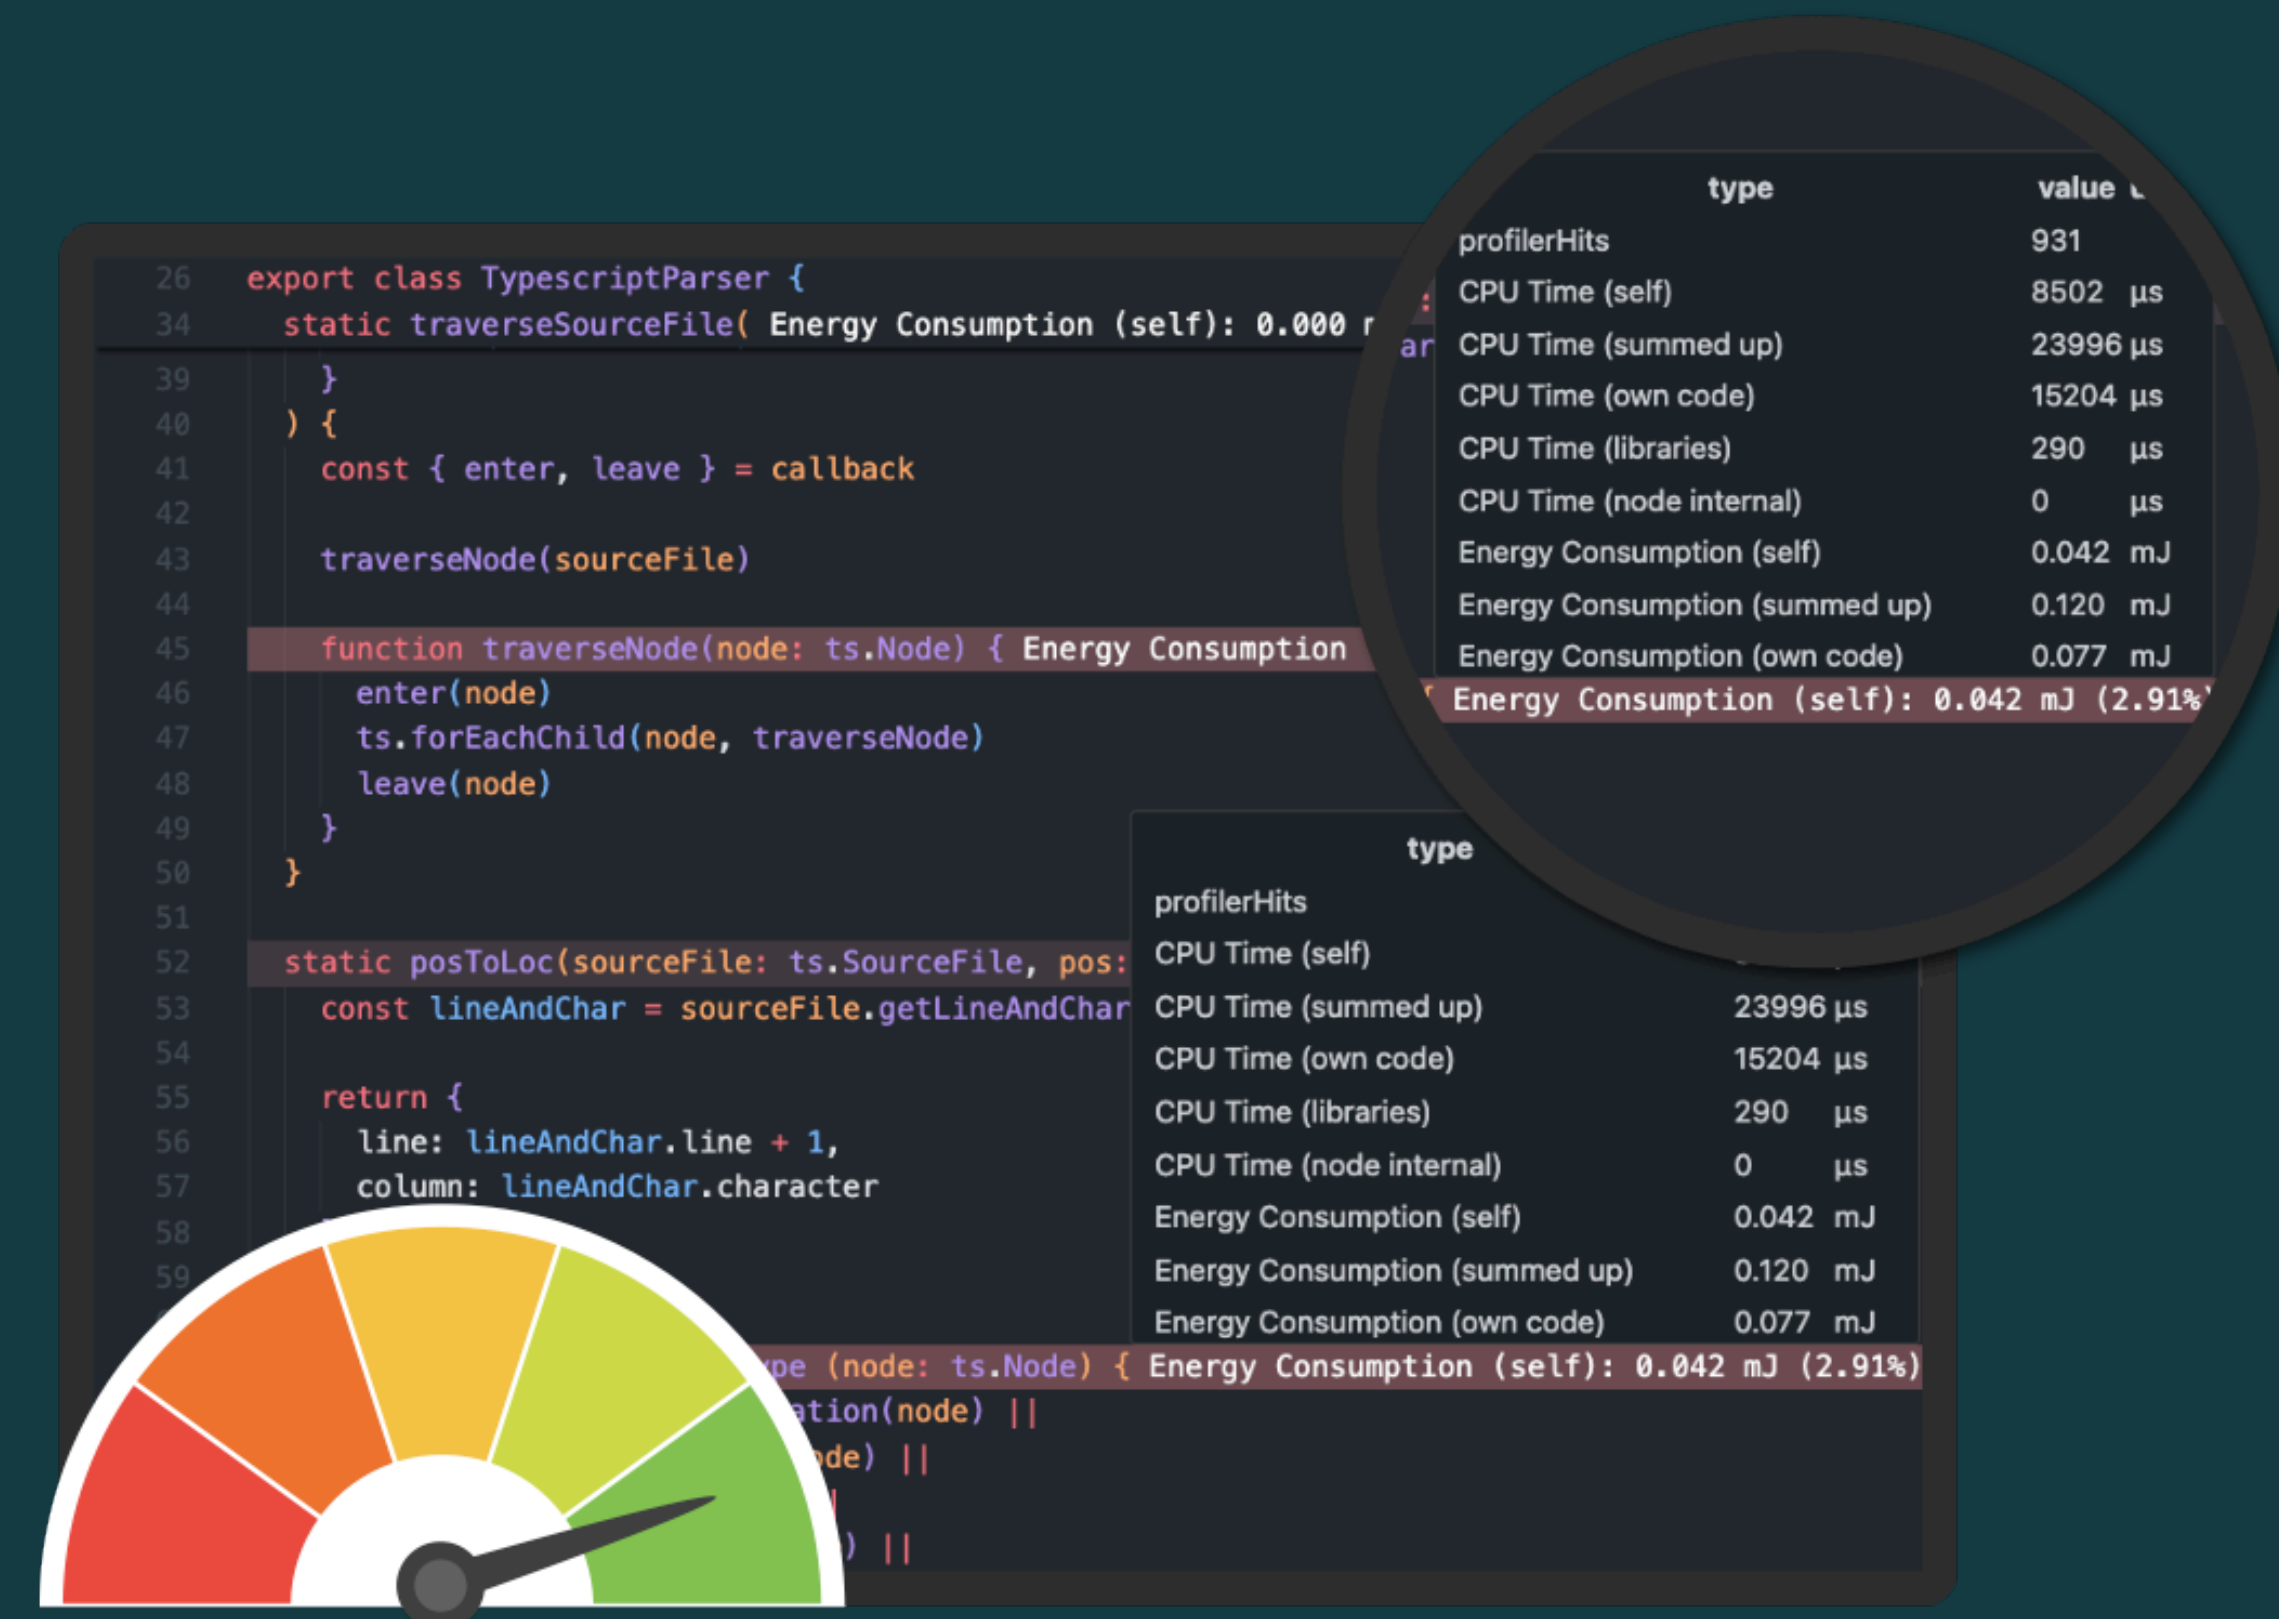 type value
profilerHits 931
CPU Time (self) 8502 µs
CPU Time (summed up) 23996 µs
CPU Time (own code) 15204 µs
CPU Time (libraries) 290 µs
CPU Time (node internal) 0 µs
Energy Consumption (self) 0.042 mJ
Energy Consumption (summed up) 0.120 mJ
Energy Consumption (own code) 0.077 mJ
{ Energy Consumption (self): 0.042 mJ (2.91%)
26 export class TypescriptParser {
34 static traverseSourceFile( Energy Consumption (self): 0.000
39 }
40 ) {
41 const { enter, leave } = callback
42
43 traverseNode(sourceFile)
44
45 function traverseNode(node: ts.Node) { Energy Consumption
46 enter(node)
47 ts.forEachChild(node, traverseNode)
48 leave(node)
49 }
50 }
51
52 static posToLoc(sourceFile: ts.SourceFile, pos:
53 const lineAndChar = sourceFile.getLineAndChar
54
55 return {
56 line: lineAndChar.line + 1,
57 column: lineAndChar.character
58
59
type
profilerHits
CPU Time (self)
CPU Time (summed up) 23996 µs
CPU Time (own code) 15204 µs
CPU Time (libraries) 290 µs
CPU Time (node internal) 0 µs
Energy Consumption (self) 0.042 mJ
Energy Consumption (summed up) 0.120 mJ
Energy Consumption (own code) 0.077 mJ
pe (node: ts.Node) { Energy Consumption (self): 0.042 mJ (2.91%)
ation(node) ||
de) ||
) ||